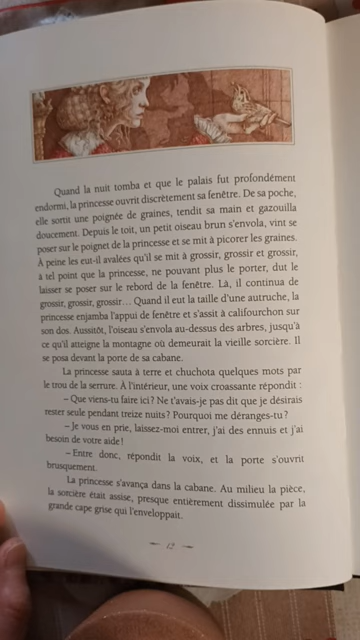 Quand la nuit tomba et que le palais fut profondément
endormi, la princesse ouvrit discrètement sa fenêtre. De sa poche,
elle sortit une poignée de graines, tendit sa main et gazouilla
doucement. Depuis le toit, un petit oiseau brun s'envola, vint se
poser sur le poignet de la princesse et se mit à picorer les graines.
À peine les eut-il avalées qu'il se mit à grossir, grossir et grossir,
à tel point que la princesse, ne pouvant plus le porter, dut le
laisser se poser sur le rebord de la fenêtre. Là, il continua de
grossir, grossir, grossir… Quand il eut la taille d'une autruche, la
princesse enjamba l'appui de fenêtre et s'assit à califourchon sur
son dos. Aussitôt, l'oiseau s'envola au-dessus des arbres, jusqu'à
ce qu'il atteigne la montagne où demeurait la vieille sorcière. Il
se posa devant la porte de sa cabane.
La princesse sauta à terre et chuchota quelques mots par
le trou de la serrure. À l'intérieur, une voix croassante répondit :
– Que viens-tu faire ici ? Ne t'avais-je pas dit que je désirais
rester seule pendant treize nuits ? Pourquoi me déranges-tu ?
– Je vous en prie, laissez-moi entrer, j'ai des ennuis et j'ai
besoin de votre aide !
– Entre donc, répondit la voix, et la porte s'ouvrit
brusquement.
La princesse s'avança dans la cabane. Au milieu la pièce,
la sorcière était assise, presque entièrement dissimulée par la
grande cape grise qui l'enveloppait.
12